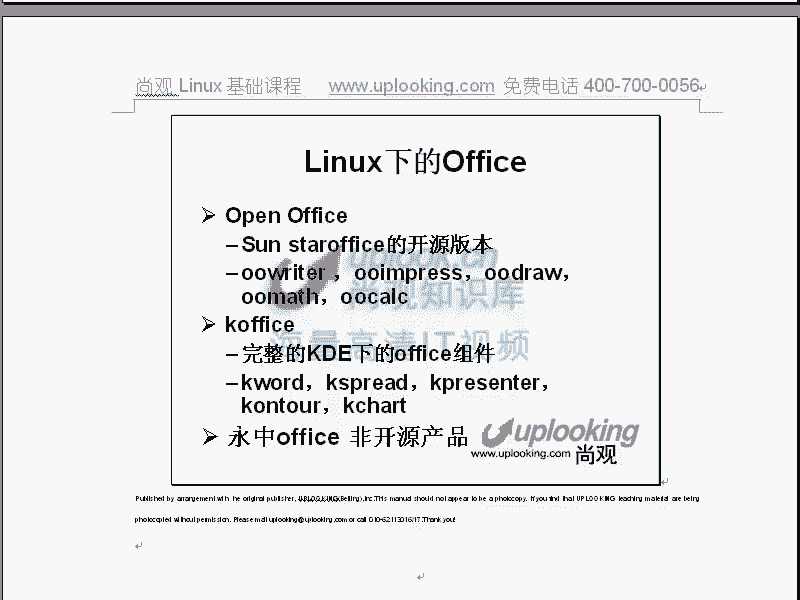 尚观 Linux 基础课程 www.uplooking.com 免费电话 400-700-0056
Linux下的Office
➢ Open Office
–Sun staroffice的开源版本
–oowriter ，ooimpress，oodraw，
oomath，oocalc
➢ koffice
–完整的KDE下的office组件
–kword，kspread，kpresenter，
kontour，kchart
➢ 永中office 非开源产品
uplooking
www.uplooking.com 尚观
uplook.cn
尚观知识库
海量高清IT视频
Published by arrangement with the original publisher, UPLOOKING(Beijing),Inc.This manual should not appear to be a photocopy. If you find that UPLOOKING teaching material are being
photocopied without permission. Please mail uplooking@uplooking.com or call 010-62113016/17.Thank you!